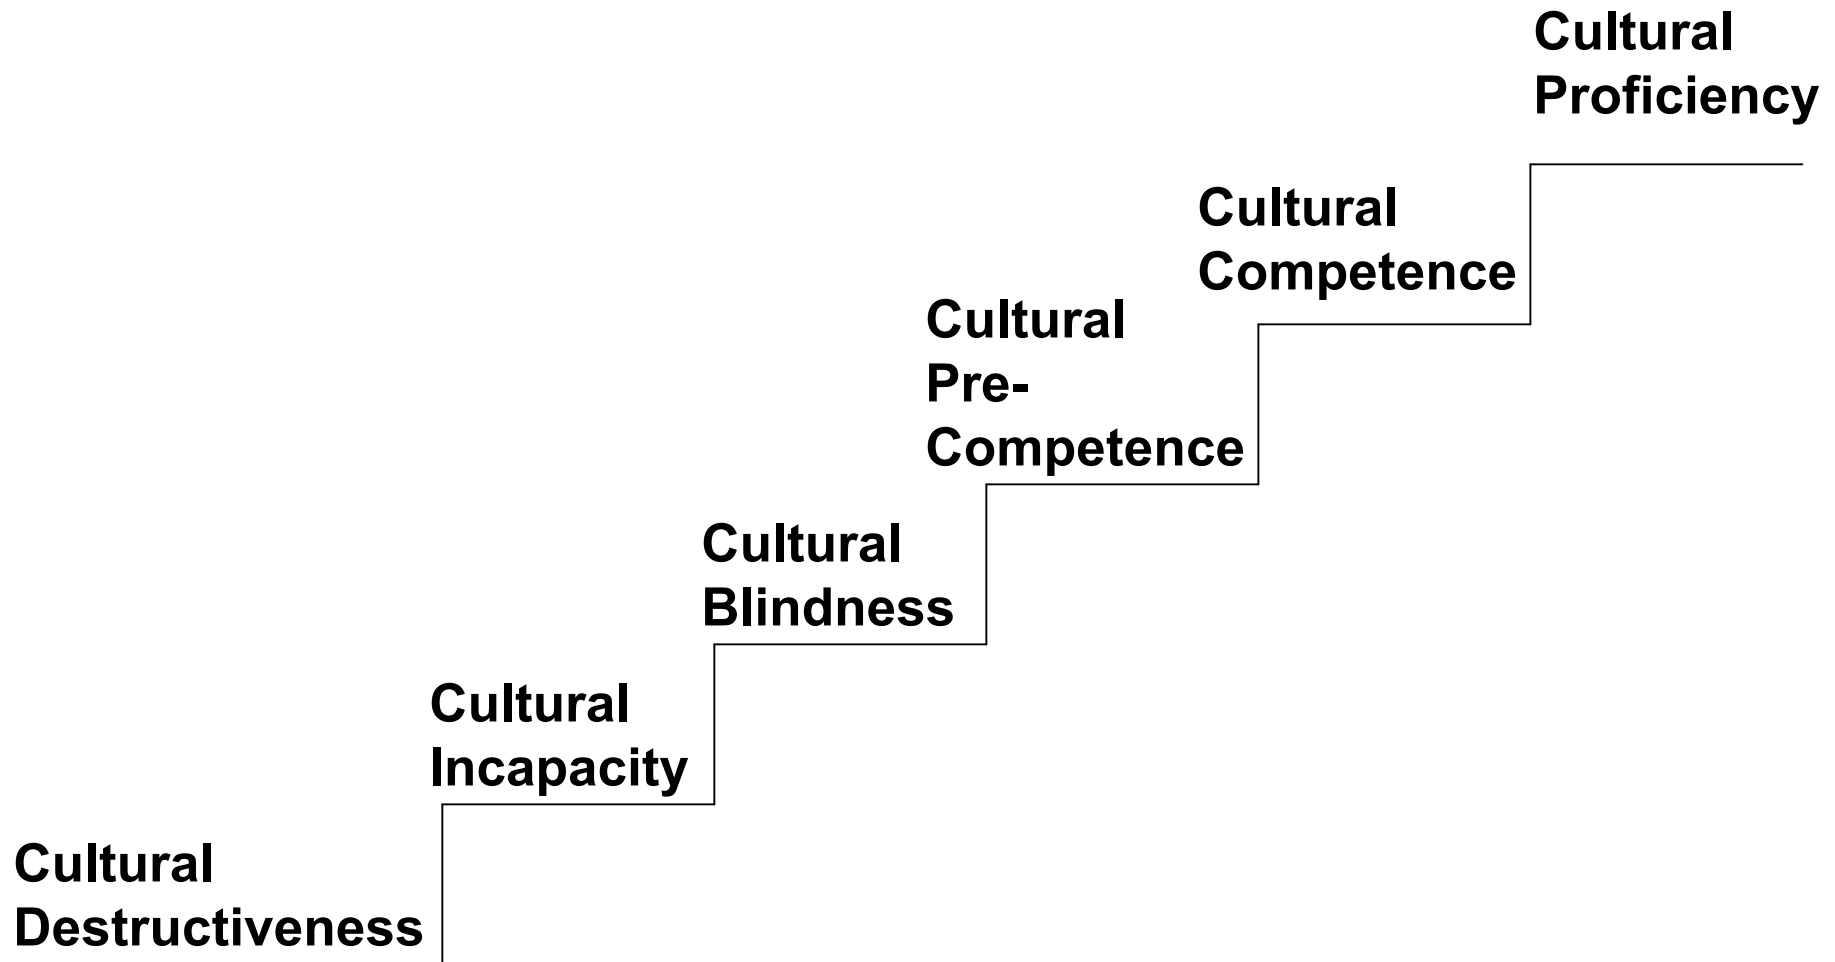 Cultural
Proficiency
Cultural
Competence
Cultural
Pre-
Competence
Cultural
Blindness
Cultural
Incapacity
Cultural
Destructiveness